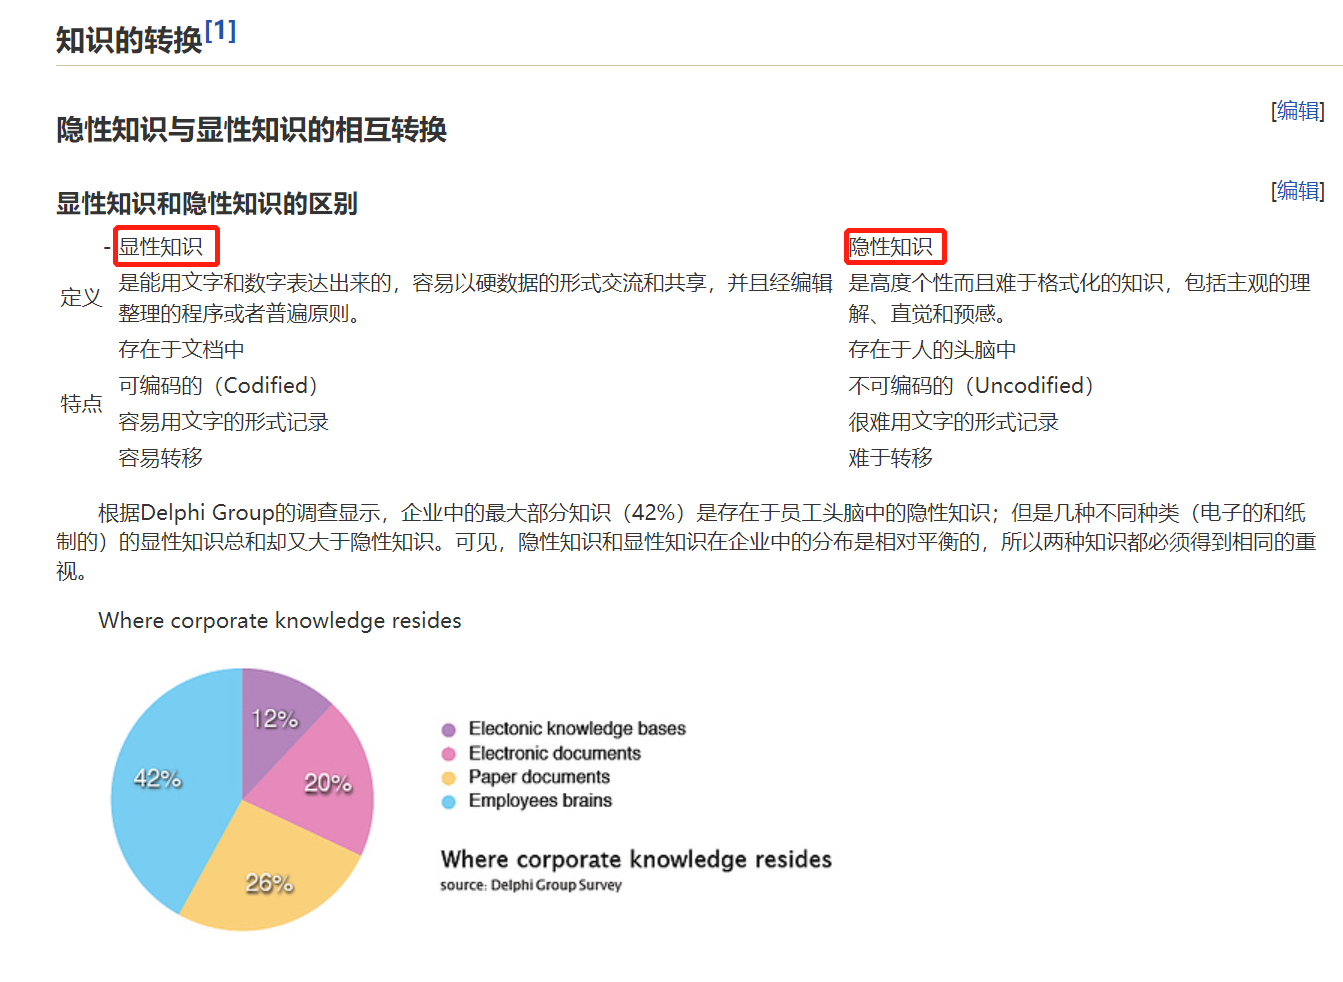 知识的转换[1]
[编辑]
隐性知识与显性知识的相互转换
[编辑]
显性知识和隐性知识的区别
- 显性知识 隐性知识
定义 是能用文字和数字表达出来的，容易以硬数据的形式交流和共享，并且经编辑整理的程序或者普遍原则。 是高度个性而且难于格式化的知识，包括主观的理解、直觉和预感。
特点
存在于文档中 存在于人的头脑中
可编码的（Codified） 不可编码的（Uncodified）
容易用文字的形式记录 很难用文字的形式记录
容易转移 难于转移
根据Delphi Group的调查显示，企业中的最大部分知识（42%）是存在于员工头脑中的隐性知识；但是几种不同种类（电子的和纸
制的）的显性知识总和却又大于隐性知识。可见，隐性知识和显性知识在企业中的分布是相对平衡的，所以两种知识都必须得到相同的重
视。
Where corporate knowledge resides
12%
20%
26%
42%
Electonic knowledge bases
Electronic documents
Paper documents
Employees brains
Where corporate knowledge resides
source: Delphi Group Survey